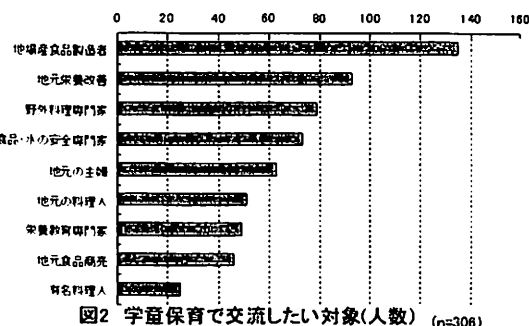 0 20 40 60 80 100 120 140 160
地場産食品製造者
地元栄養改善
野外料理専門家
食品・水の安全専門家
地元の主婦
地元の料理人
栄養教育専門家
地元食品商売
有名料理人
図2 学童保育で交流したい対象(人数) (n=306)